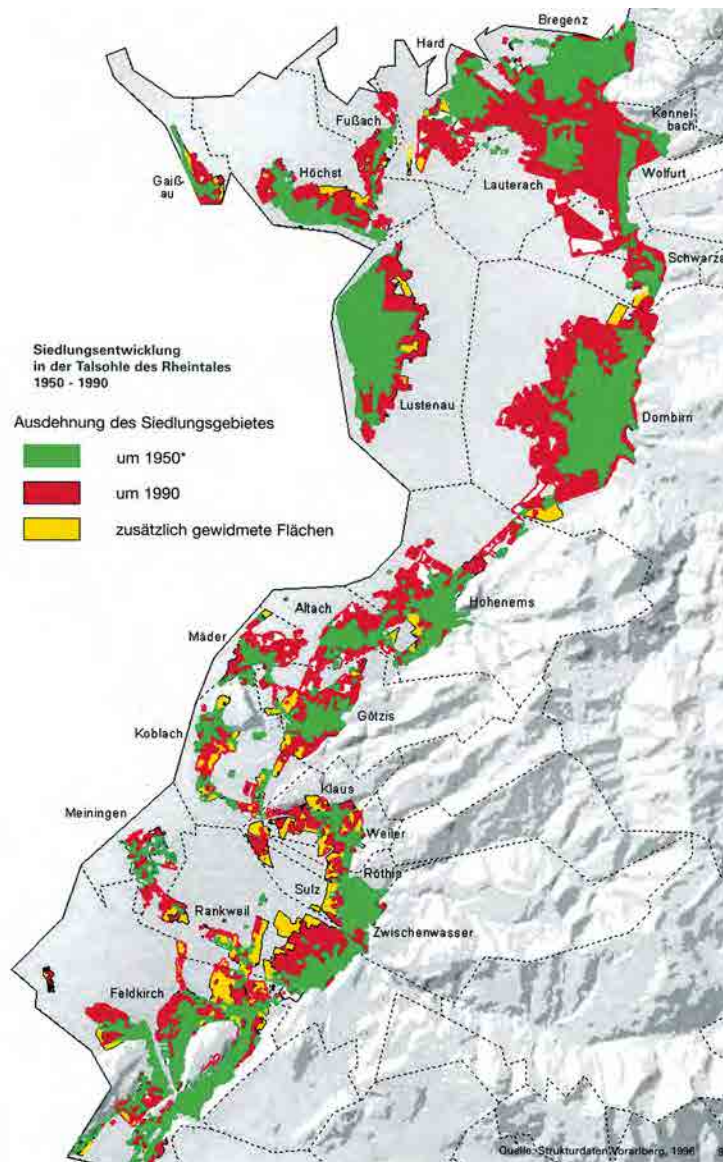 Bregenz
Hard
Kennel-
bach
Fußach
Höchst
Gaiß-
au
Lauterach
Wolfurt
Schwarza
Siedlungsentwicklung
in der Talsohle des Rheintales
1950 - 1990
Lustenau
Dornbirn
Ausdehnung des Siedlungsgebietes
um 1950*
um 1990
zusätzlich gewidmete Flächen
Altach
Hohenems
Mäder
Götzis
Koblach
Klaus
Meiningen
Weiler
Röthis
Sulz
Rankweil
Zwischenwasser
Feldkirch
Quelle: Strukturdaten Vorarlberg, 1996